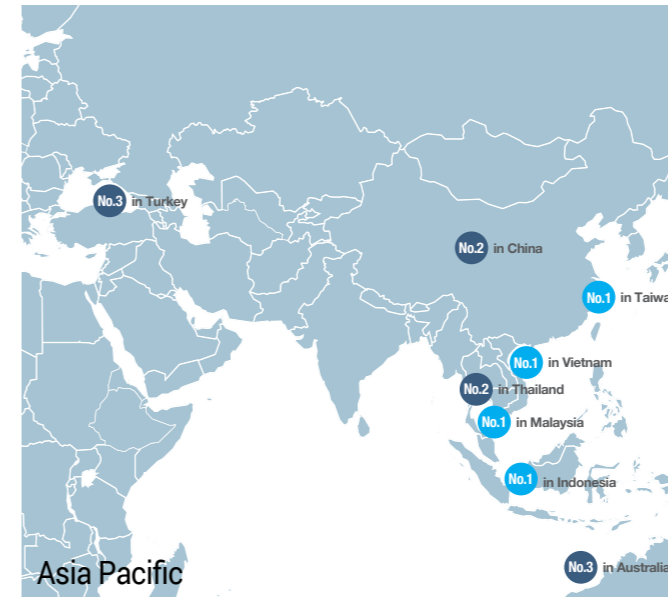 No.3 in Turkey
No.2 in China
No.1 in Taiwa
No.1 in Vietnam
No.2 in Thailand
No.1 in Malaysia
No.1 in Indonesia
No.3 in Australia
Asia Pacific